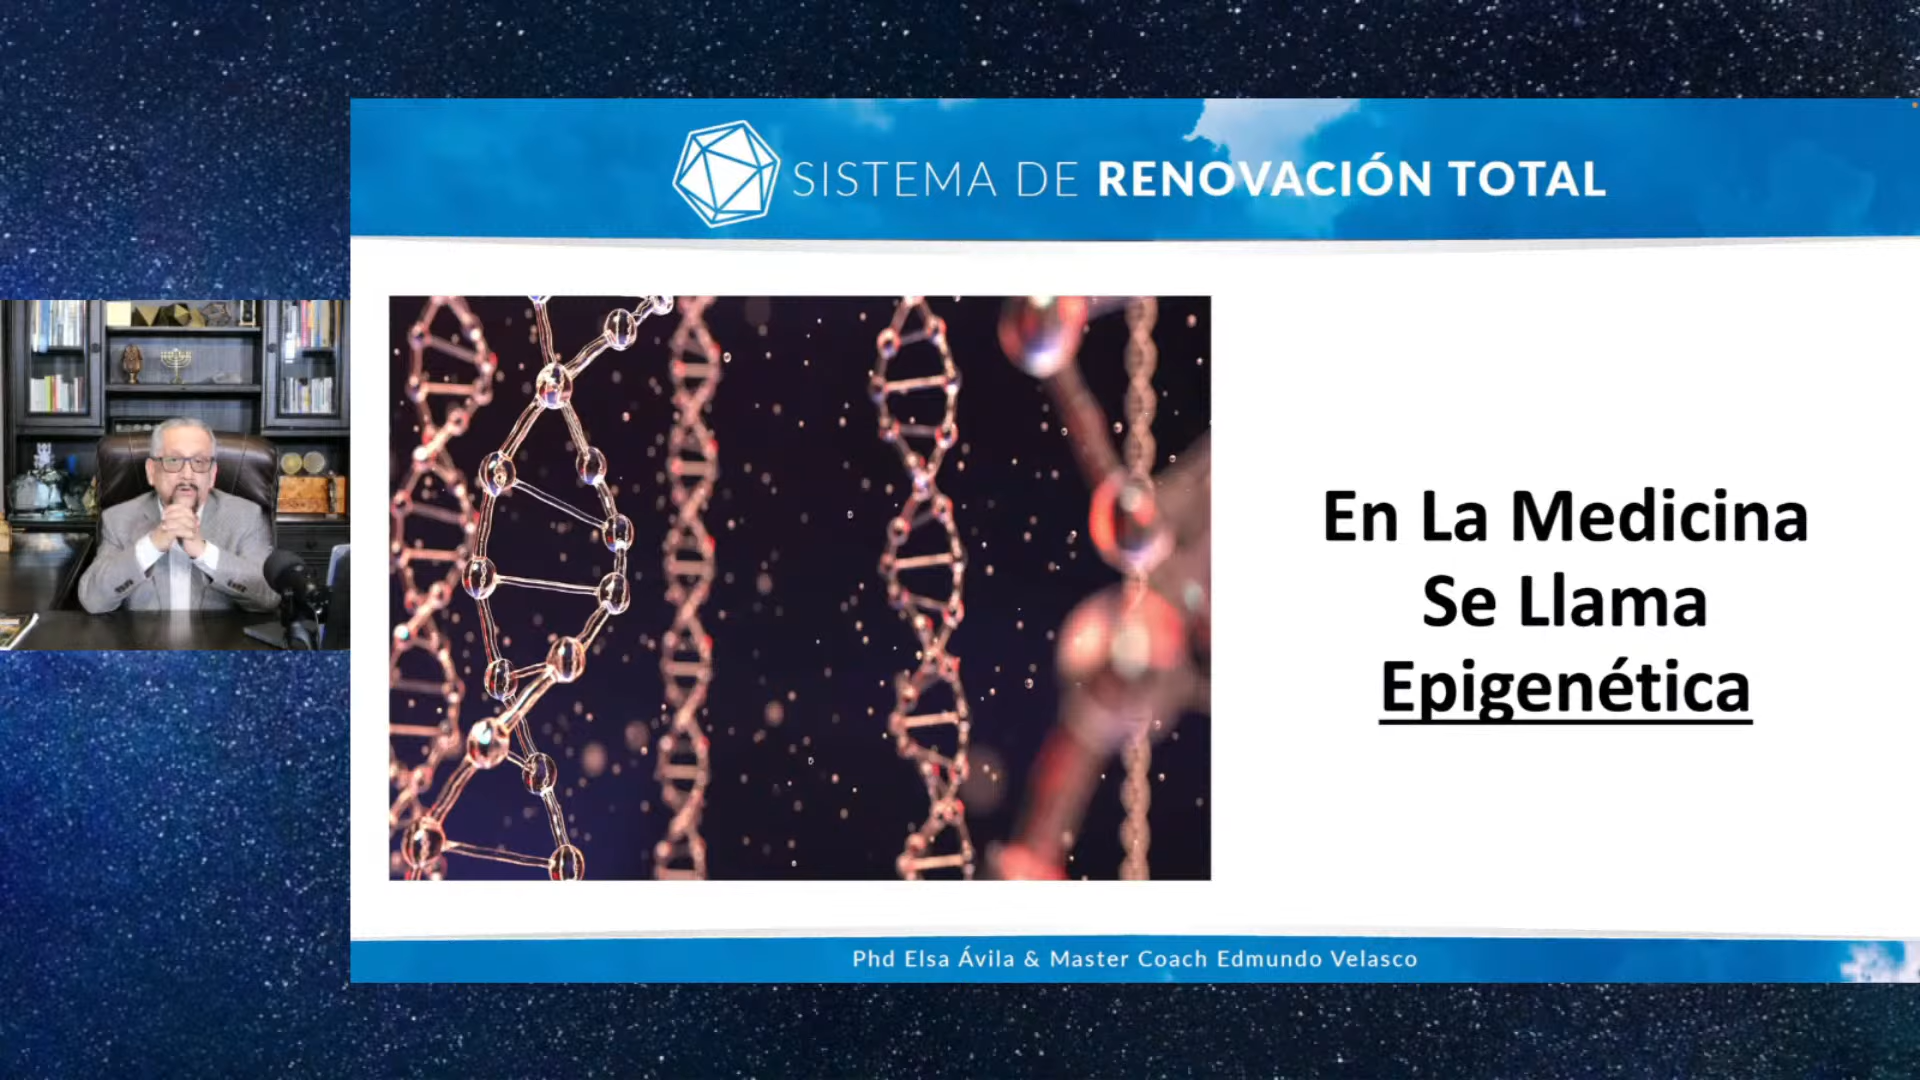 SISTEMA DE RENOVACIÓN TOTAL
En La Medicina
Se Llama
Epigenética
Phd Elsa Ávila & Master Coach Edmundo Velasco